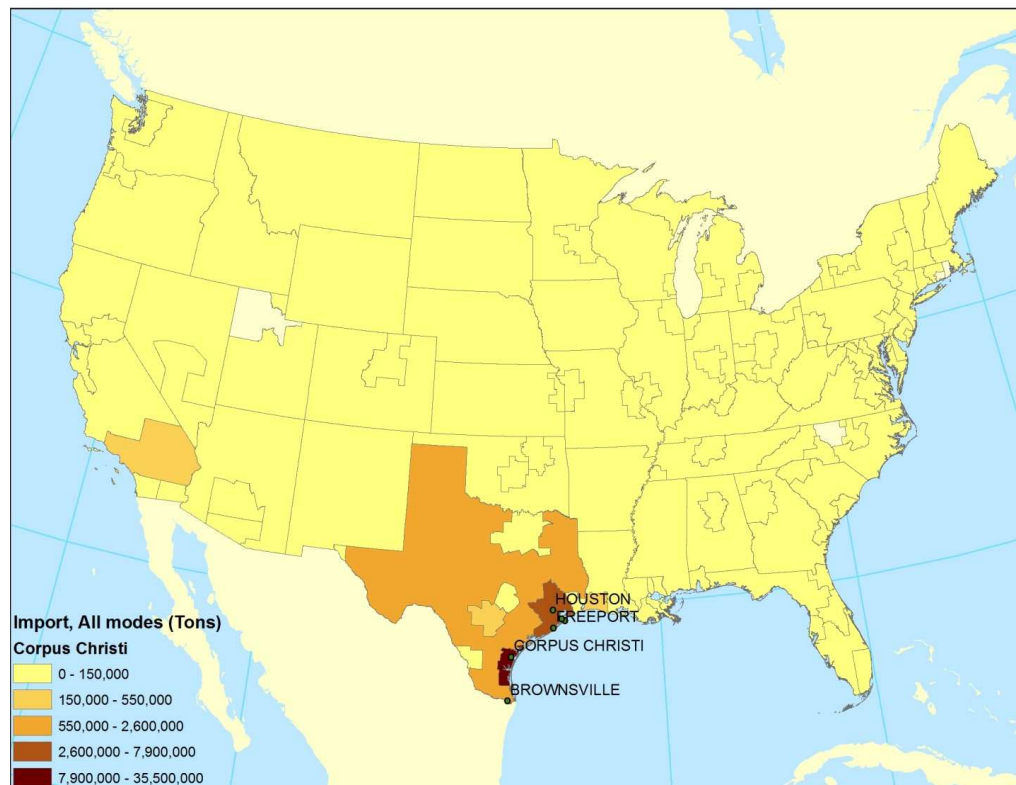 HOUSTON
FREEPORT
CORPUS CHRISTI
BROWNSVILLE
Import, All modes (Tons)
Corpus Christi
0 - 150,000
150,000 - 550,000
550,000 - 2,600,000
2,600,000 - 7,900,000
7,900,000 - 35,500,000